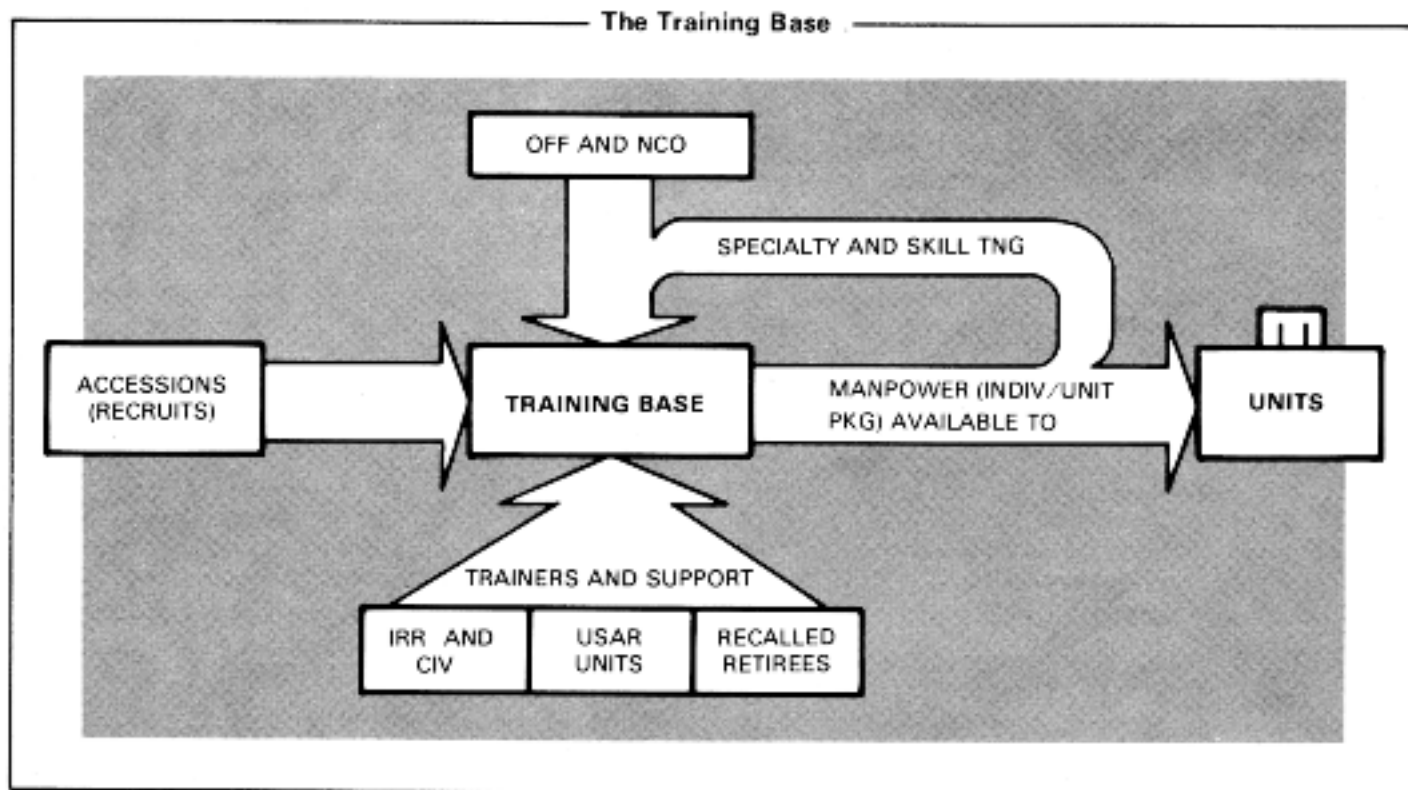 The Training Base
OFF AND NCO
SPECIALTY AND SKILL TNG
ACCESSIONS
(RECRUITS)
TRAINING BASE
MANPOWER (INDIV/UNIT
PKG) AVAILABLE TO
UNITS
TRAINERS AND SUPPORT
IRR AND
CIV
USAR
UNITS
RECALLED
RETIREES